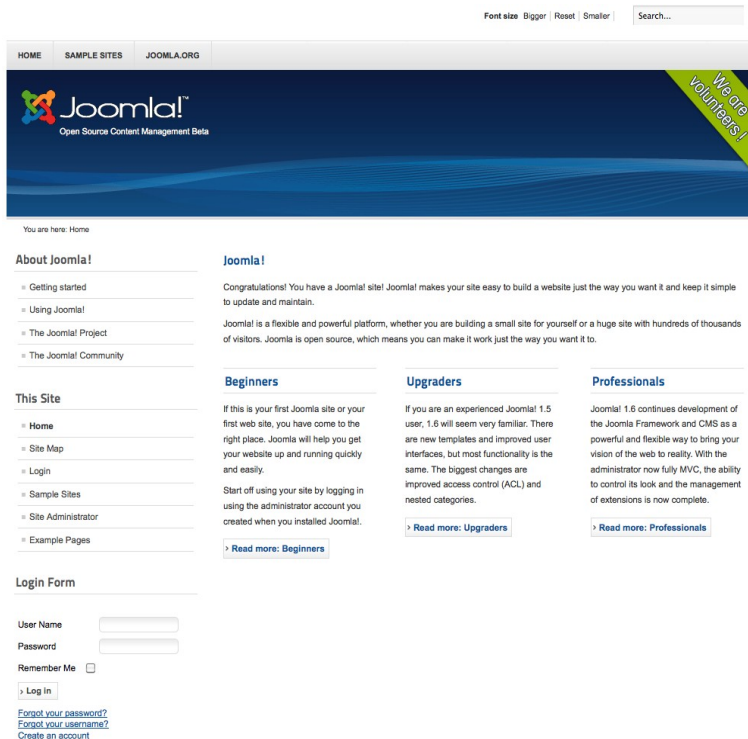 Font size Bigger Reset Smaller Search...
HOME SAMPLE SITES JOOMLA.ORG
Joomla!™
Open Source Content Management Beta
We are
volunteers!
You are here: Home
About Joomla!
Getting started
Using Joomla!
The Joomla! Project
The Joomla! Community
This Site
Home
Site Map
Login
Sample Sites
Site Administrator
Example Pages
Login Form
User Name
Password
Remember Me
Log in
Forgot your password?
Forgot your username?
Create an account
Joomla!
Congratulations! You have a Joomla! site! Joomla! makes your site easy to build a website just the way you want it and keep it simple
to update and maintain.
Joomla! is a flexible and powerful platform, whether you are building a small site for yourself or a huge site with hundreds of thousands
of visitors. Joomla is open source, which means you can make it work just the way you want it to.
Beginners
If this is your first Joomla site or your
first web site, you have come to the
right place. Joomla will help you get
your website up and running quickly
and easily.
Start off using your site by logging in
using the administrator account you
created when you installed Joomla!.
Read more: Beginners
Upgraders
If you are an experienced Joomla! 1.5
user, 1.6 will seem very familiar. There
are new templates and improved user
interfaces, but most functionality is the
same. The biggest changes are
improved access control (ACL) and
nested categories.
Read more: Upgraders
Professionals
Joomla! 1.6 continues development of
the Joomla Framework and CMS as a
powerful and flexible way to bring your
vision of the web to reality. With the
administrator now fully MVC, the ability
to control its look and the management
of extensions is now complete.
Read more: Professionals